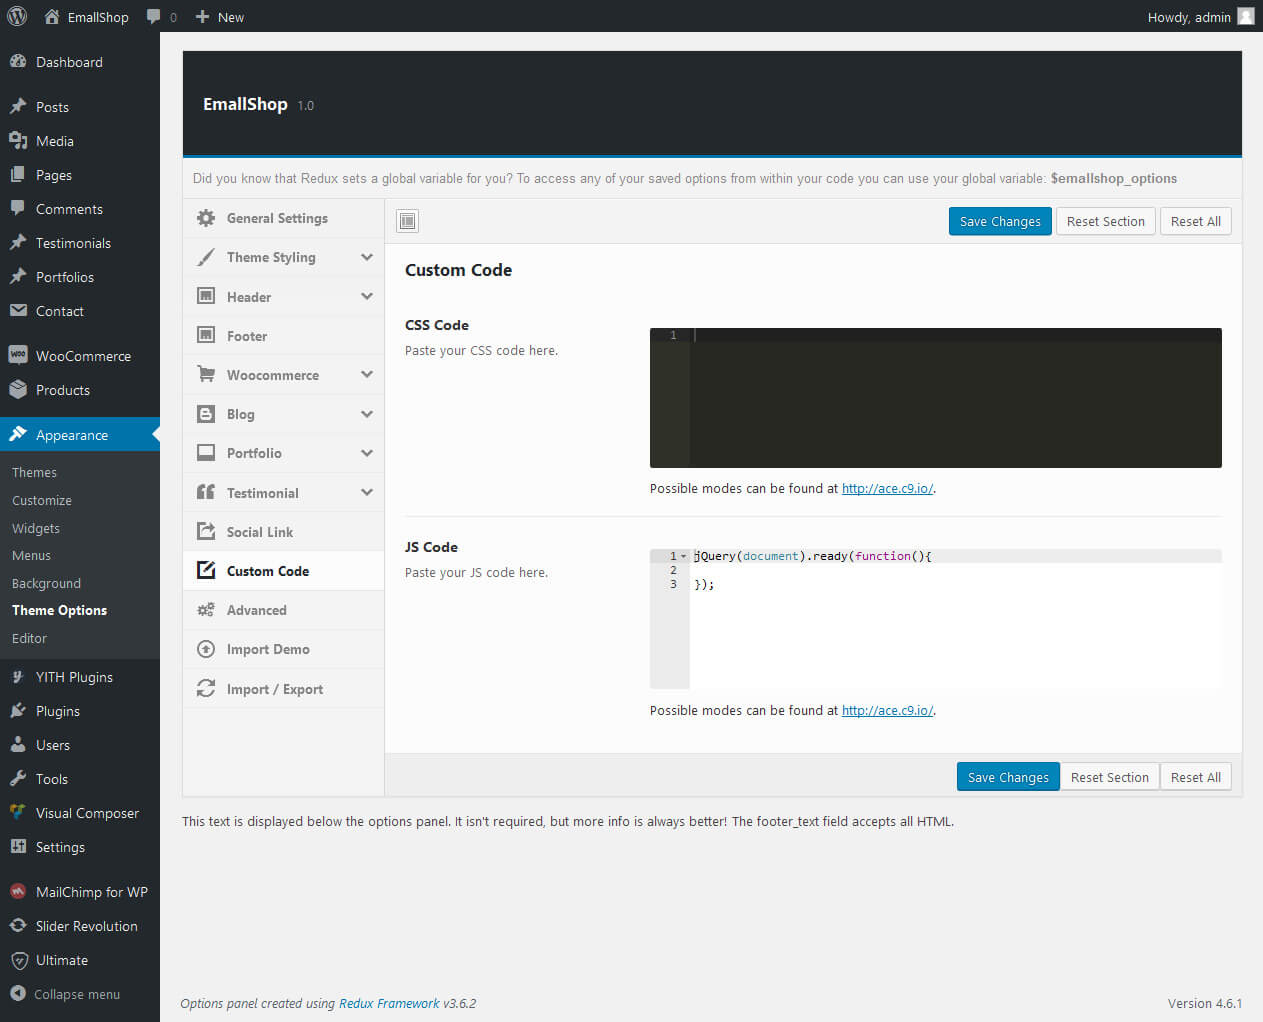 EmallShop 0 New Howdy, admin
Dashboard
Posts
Media
Pages
Comments
Testimonials
Portfolios
Contact
WOO WooCommerce
Products
Appearance
Themes
Customize
Widgets
Menus
Background
Theme Options
Editor
YITH Plugins
Plugins
Users
Tools
Visual Composer
Settings
MailChimp for WP
Slider Revolution
Ultimate
Collapse menu
EmallShop 1.0
Did you know that Redux sets a global variable for you? To access any of your saved options from within your code you can use your global variable: $emallshop_options
General Settings
Theme Styling
Header
Footer
Woocommerce
Blog
Portfolio
Testimonial
Social Link
Custom Code
Advanced
Import Demo
Import / Export
Save Changes Reset Section Reset All
Custom Code
CSS Code
Paste your CSS code here.
1
Possible modes can be found at http://ace.c9.io/.
JS Code
Paste your JS code here.
1 jQuery(document).ready(function(){
2
3 });
Possible modes can be found at http://ace.c9.io/.
Save Changes Reset Section Reset All
This text is displayed below the options panel. It isn't required, but more info is always better! The footer_text field accepts all HTML.
Options panel created using Redux Framework v3.6.2
Version 4.6.1